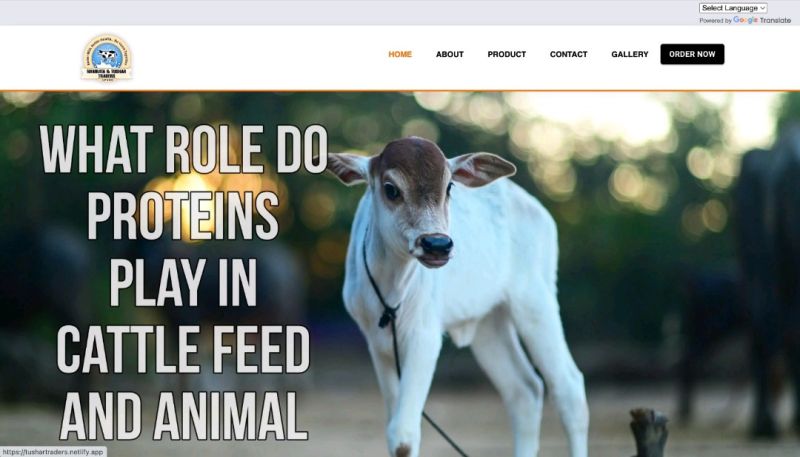 Select Language
Powered by Google Translate
HOME ABOUT PRODUCT CONTACT GALLERY ORDER NOW
TRADERS
WHAT ROLE DO
PROTEINS
PLAY IN
CATTLE FEED
AND ANIMAL
https://tushartraders.netlify.app